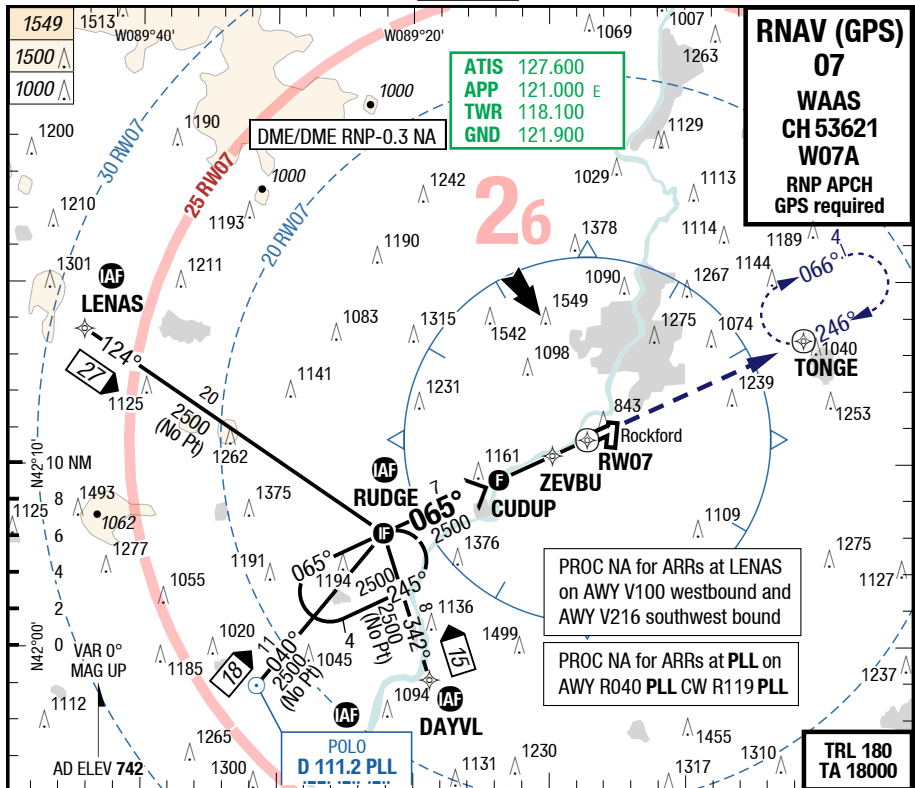 1549
1500
1000
1513
W089°40'
W089°20'
1069
1007
1263
RNAV (GPS)
07
WAAS
CH 53621
W07A
RNP APCH
GPS required
ATIS 127.600
APP 121.000 E
TWR 118.100
GND 121.900
1000
DME/DME RNP-0.3 NA
1200
1190
1129
30 RW07
25 RW07
20 RW07
1000
1029
1113
1242
26
1210
1193
1378
1114
1189
4
1190
1301
IAF
LENAS
1211
1090
1267
1144
066°
246°
1549
1542
1083
1315
1275
1074
1040
TONGE
124°
27
1125
20
2500
(No Pt)
1141
1098
1231
1239
1253
843
Rockford
RW07
1262
N42°10'
10 NM
8
6
4
2
0
N42°00'
IAF
RUDGE
1161
7
ZEVBU
F
CUDUP
065°
2500
1493
1125
1062
1375
IF
1109
1277
1376
1191
065°
1194
2500
245°
1275
1127
PROC NA for ARRs at LENAS
on AWY V100 westbound and
AWY V216 southwest bound
1055
8
1136
2500
(No Pt)
342°
4
1020
11
040°
2500
(No Pt)
18
1045
15
1499
1237
VAR 0°
MAG UP
1185
PROC NA for ARRs at PLL on
AWY R040 PLL CW R119 PLL
1112
1094
IAF
DAYVL
IAF
POLO
D 111.2 PLL
1455
1265
1230
1310
AD ELEV 742
1300
1131
1317
TRL 180
TA 18000